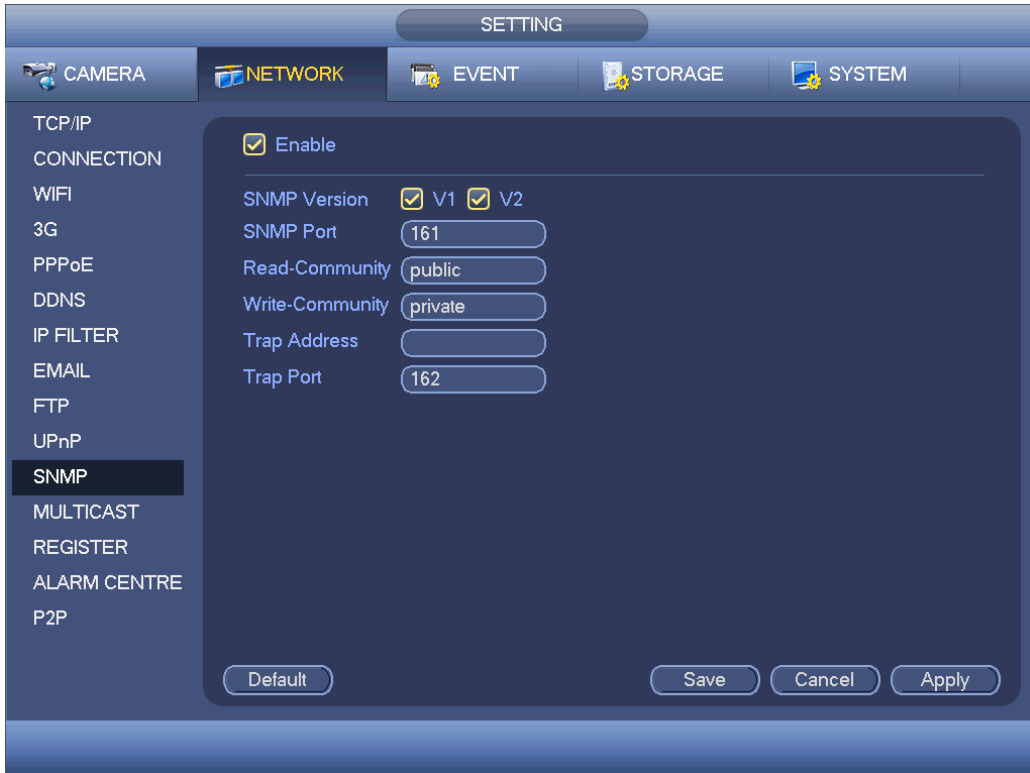 SETTING
CAMERA NETWORK EVENT STORAGE SYSTEM
TCP/IP
CONNECTION
WIFI
3G
PPPoE
DDNS
IP FILTER
EMAIL
FTP
UPnP
SNMP
MULTICAST
REGISTER
ALARM CENTRE
P2P
Enable
SNMP Version V1 V2
SNMP Port 161
Read-Community public
Write-Community private
Trap Address
Trap Port 162
Default Save Cancel Apply